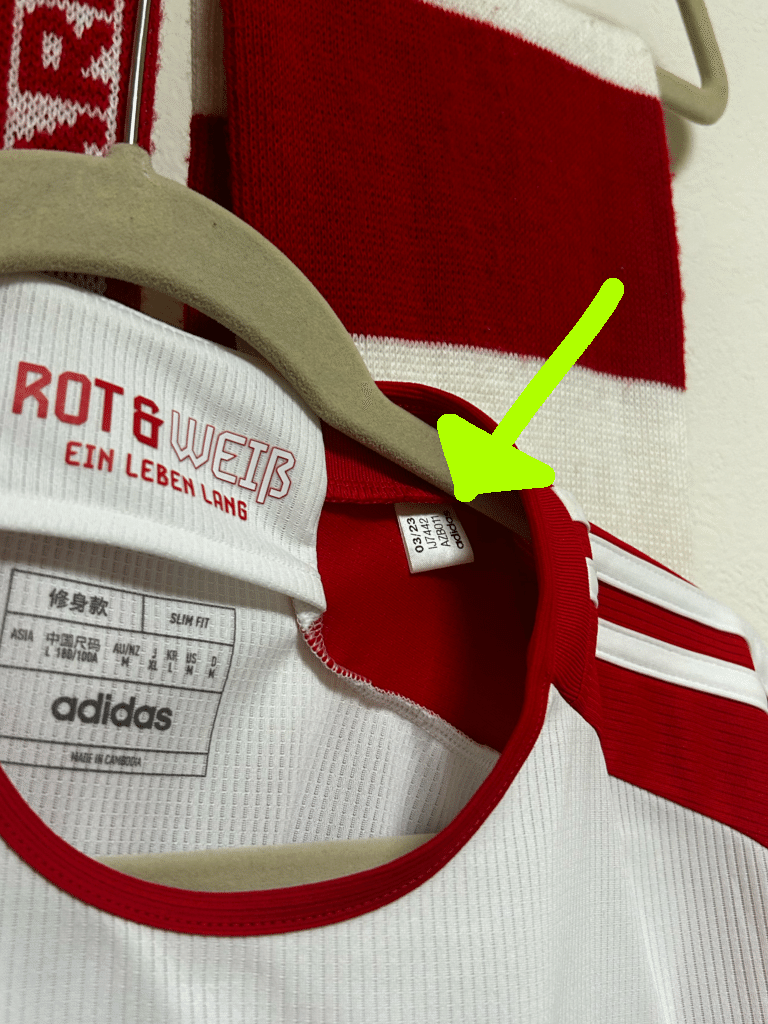 ROT & WEIß
EIN LEBEN LANG
修身款 SLIM FIT
ASIA 中国尺码 AU/NZ J KR US D
L 180/100A M XL L M M
adidas
MADE IN CAMBODIA
03/23
IJ7442
AZB011
adidas